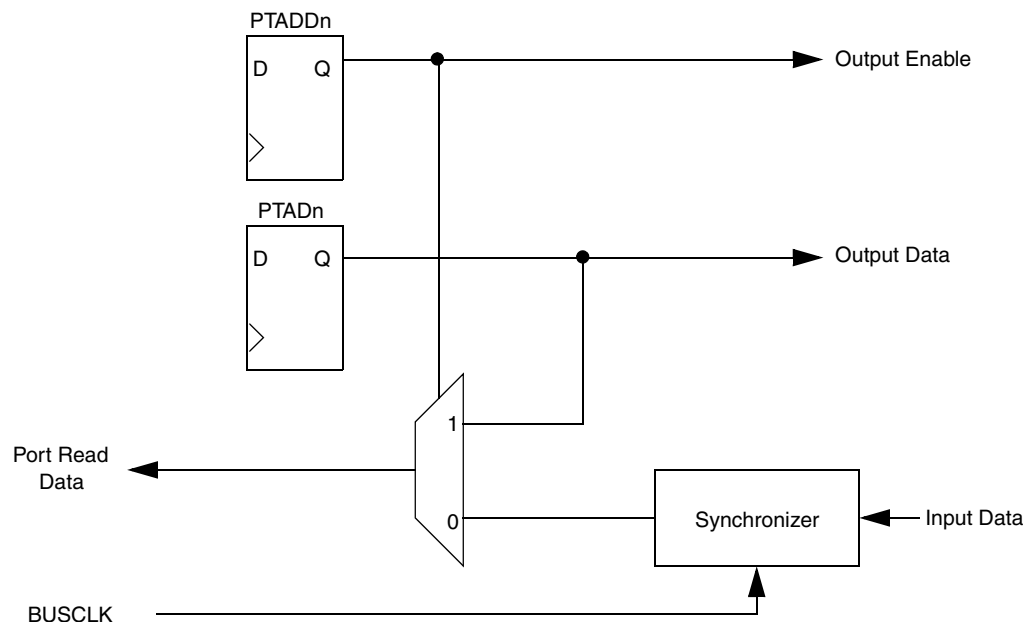 PTADDn
D Q
Output Enable
PTADn
D Q
Output Data
1
Port Read
Data
0
Synchronizer
Input Data
BUSCLK